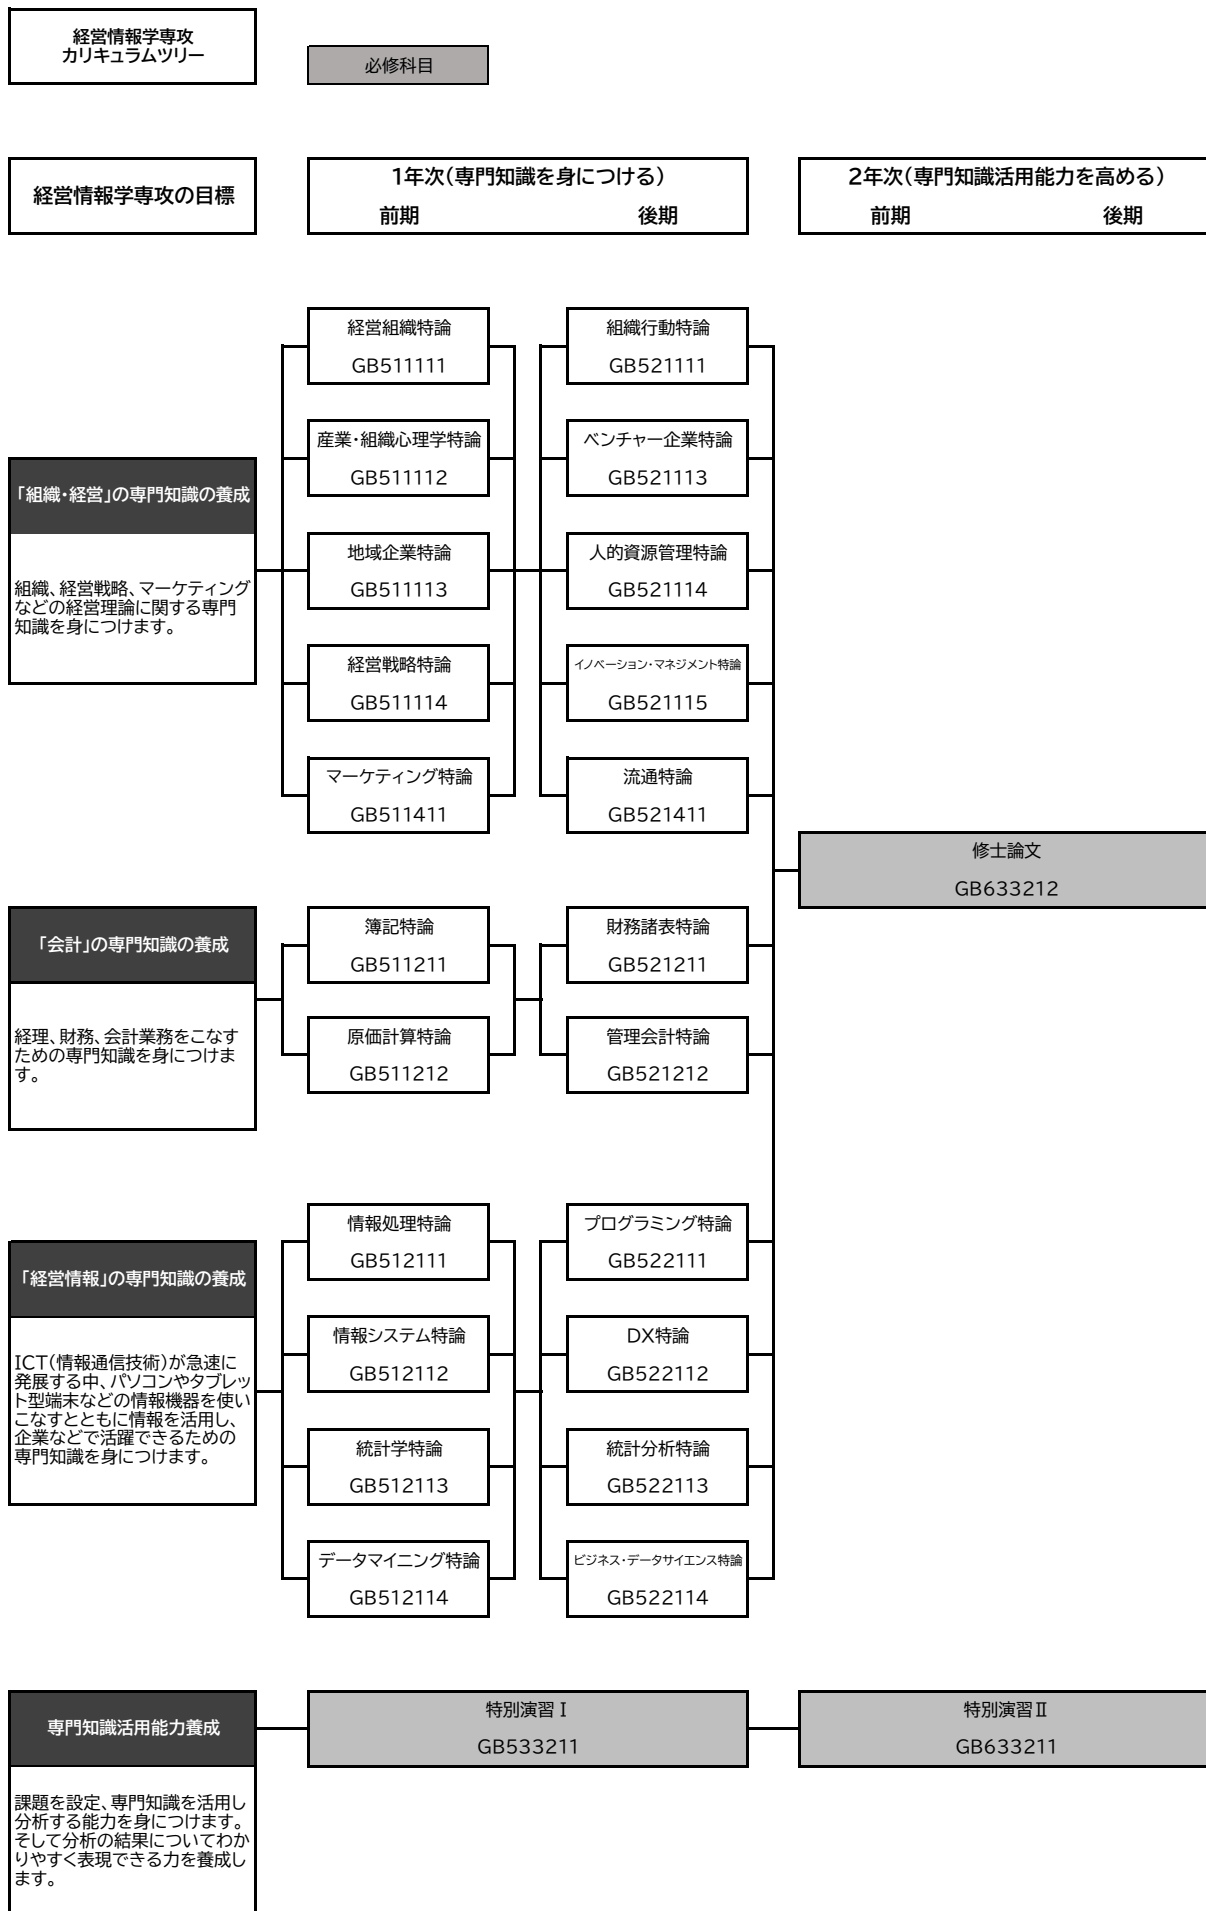 経営情報学専攻
カリキュラムツリー
必修科目
経営情報学専攻の目標
1年次(専門知識を身につける)
前期 後期
2年次(専門知識活用能力を高める)
前期 後期
「組織・経営」の専門知識の養成
組織、経営戦略、マーケティング
などの経営理論に関する専門
知識を身につけます。
経営組織特論
GB511111
組織行動特論
GB521111
産業・組織心理学特論
GB511112
ベンチャー企業特論
GB521113
地域企業特論
GB511113
人的資源管理特論
GB521114
経営戦略特論
GB511114
イノベーション・マネジメント特論
GB521115
マーケティング特論
GB511411
流通特論
GB521411
修士論文
GB633212
「会計」の専門知識の養成
経理、財務、会計業務をこなす
ための専門知識を身につけま
す。
簿記特論
GB511211
財務諸表特論
GB521211
原価計算特論
GB511212
管理会計特論
GB521212
「経営情報」の専門知識の養成
ICT(情報通信技術)が急速に
発展する中、パソコンやタブレッ
ト型端末などの情報機器を使い
こなすとともに情報を活用し、
企業などで活躍できるための
専門知識を身につけます。
情報処理特論
GB512111
プログラミング特論
GB522111
情報システム特論
GB512112
DX特論
GB522112
統計学特論
GB512113
統計分析特論
GB522113
データマイニング特論
GB512114
ビジネス・データサイエンス特論
GB522114
専門知識活用能力養成
課題を設定、専門知識を活用し
分析する能力を身につけます。
そして分析の結果についてわか
りやすく表現できる力を養成し
ます。
特別演習Ⅰ
GB533211
特別演習Ⅱ
GB633211